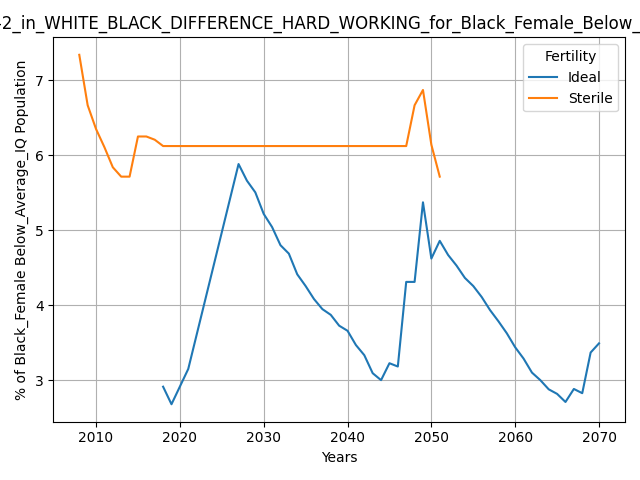 -2_in_WHITE_BLACK_DIFFERENCE_HARD_WORKING_for_Black_Female_Below_
% of Black_Female Below_Average_IQ Population
7
6
5
4
3
Fertility
Ideal
Sterile
2010
2020
2030
2040
2050
2060
2070
Years